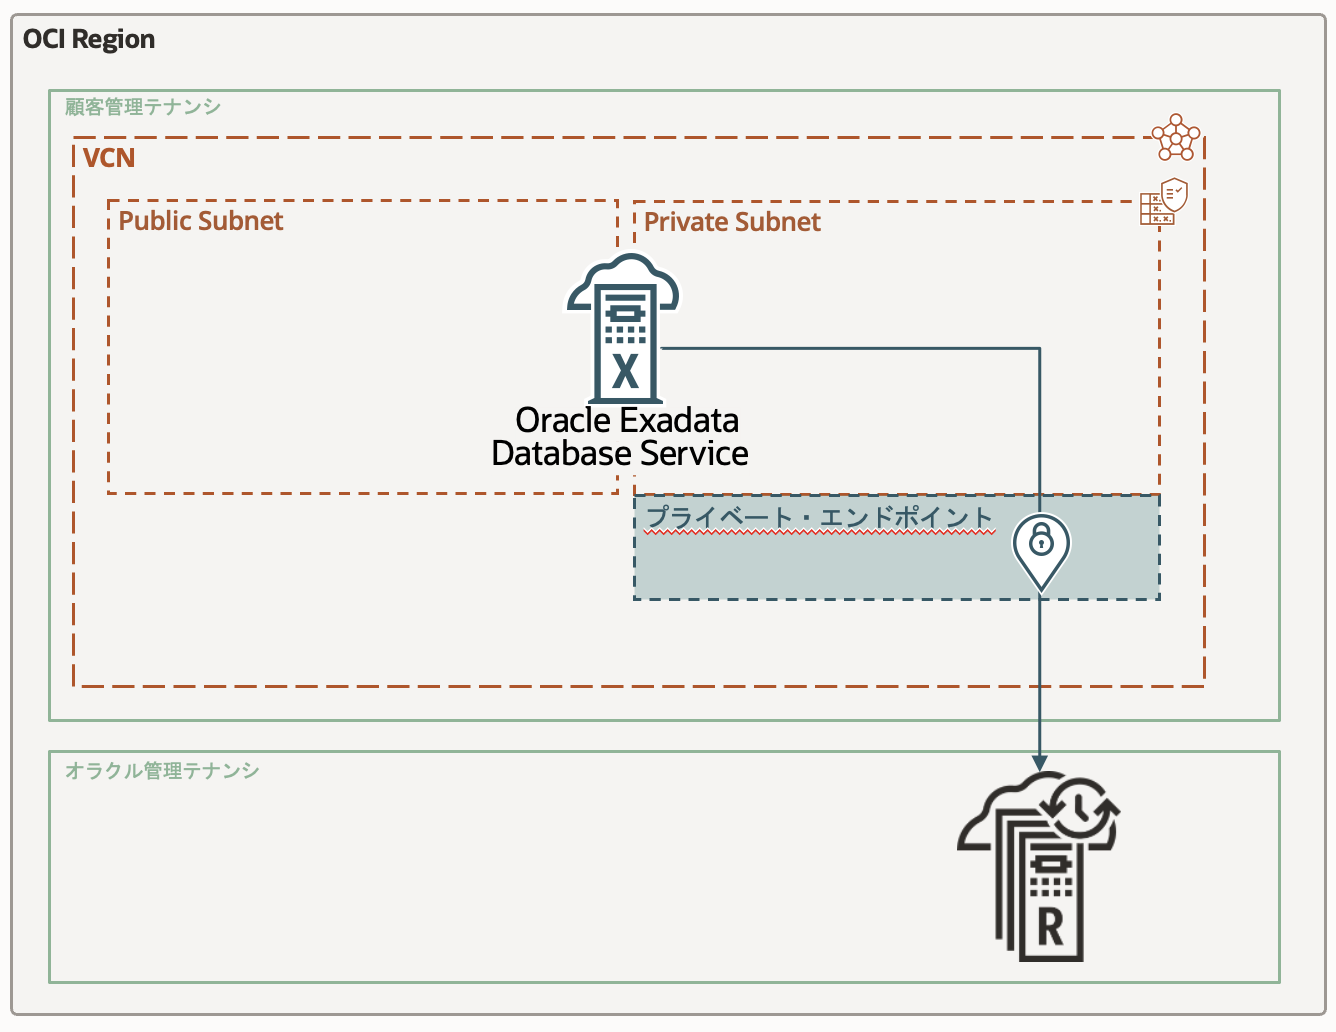 OCI Region
顧客管理テナンシ
VCN
Public Subnet
Private Subnet
X
Oracle Exadata
Database Service
プライベート・エンドポイント
オラクル管理テナンシ
R